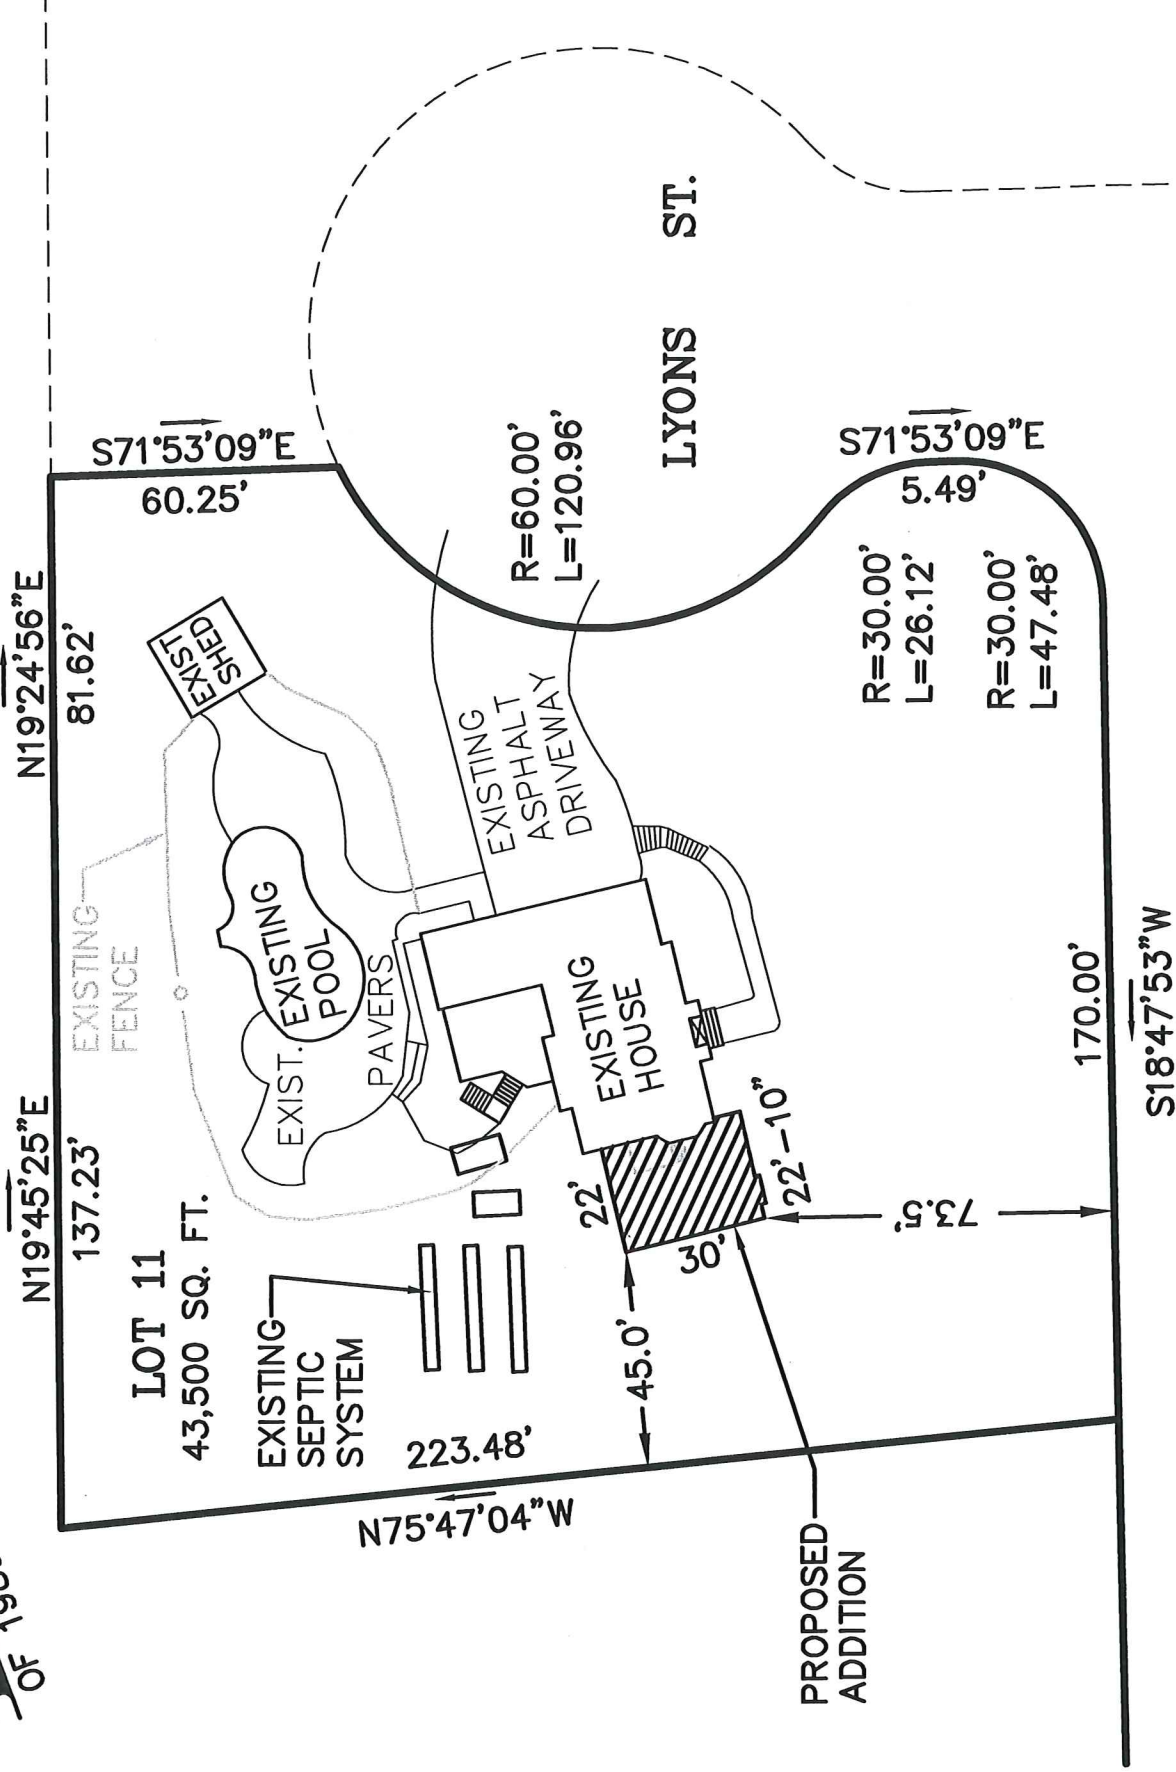 OF 198
N19°45'25"E
137.23'
N19°24'56"E
81.62'
LOT 11
43,500 SQ. FT.
EXISTING
FENCE
EXIST
SHED
S71°53'09"E
60.25'
EXISTING
SEPTIC
SYSTEM
EXIST.
PAVERS
EXISTING
POOL
EXISTING
ASPHALT
DRIVEWAY
R=60.00'
L=120.96'
LYONS ST.
223.48'
N75°47'04"W
EXISTING
HOUSE
22'
30'
22'-10"
45.0'
73.5'
S71°53'09"E
5.49'
R=30.00'
L=26.12'
R=30.00'
L=47.48'
PROPOSED
ADDITION
170.00'
S18°47'53"W